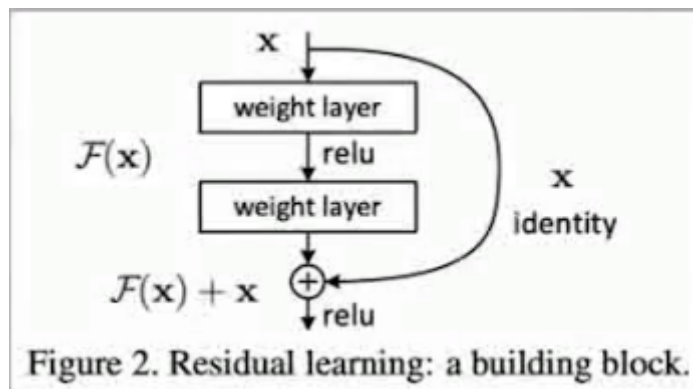 x
weight layer
F(x)
relu
weight layer
x
identity
F(x) + x
+
relu
Figure 2. Residual learning: a building block.